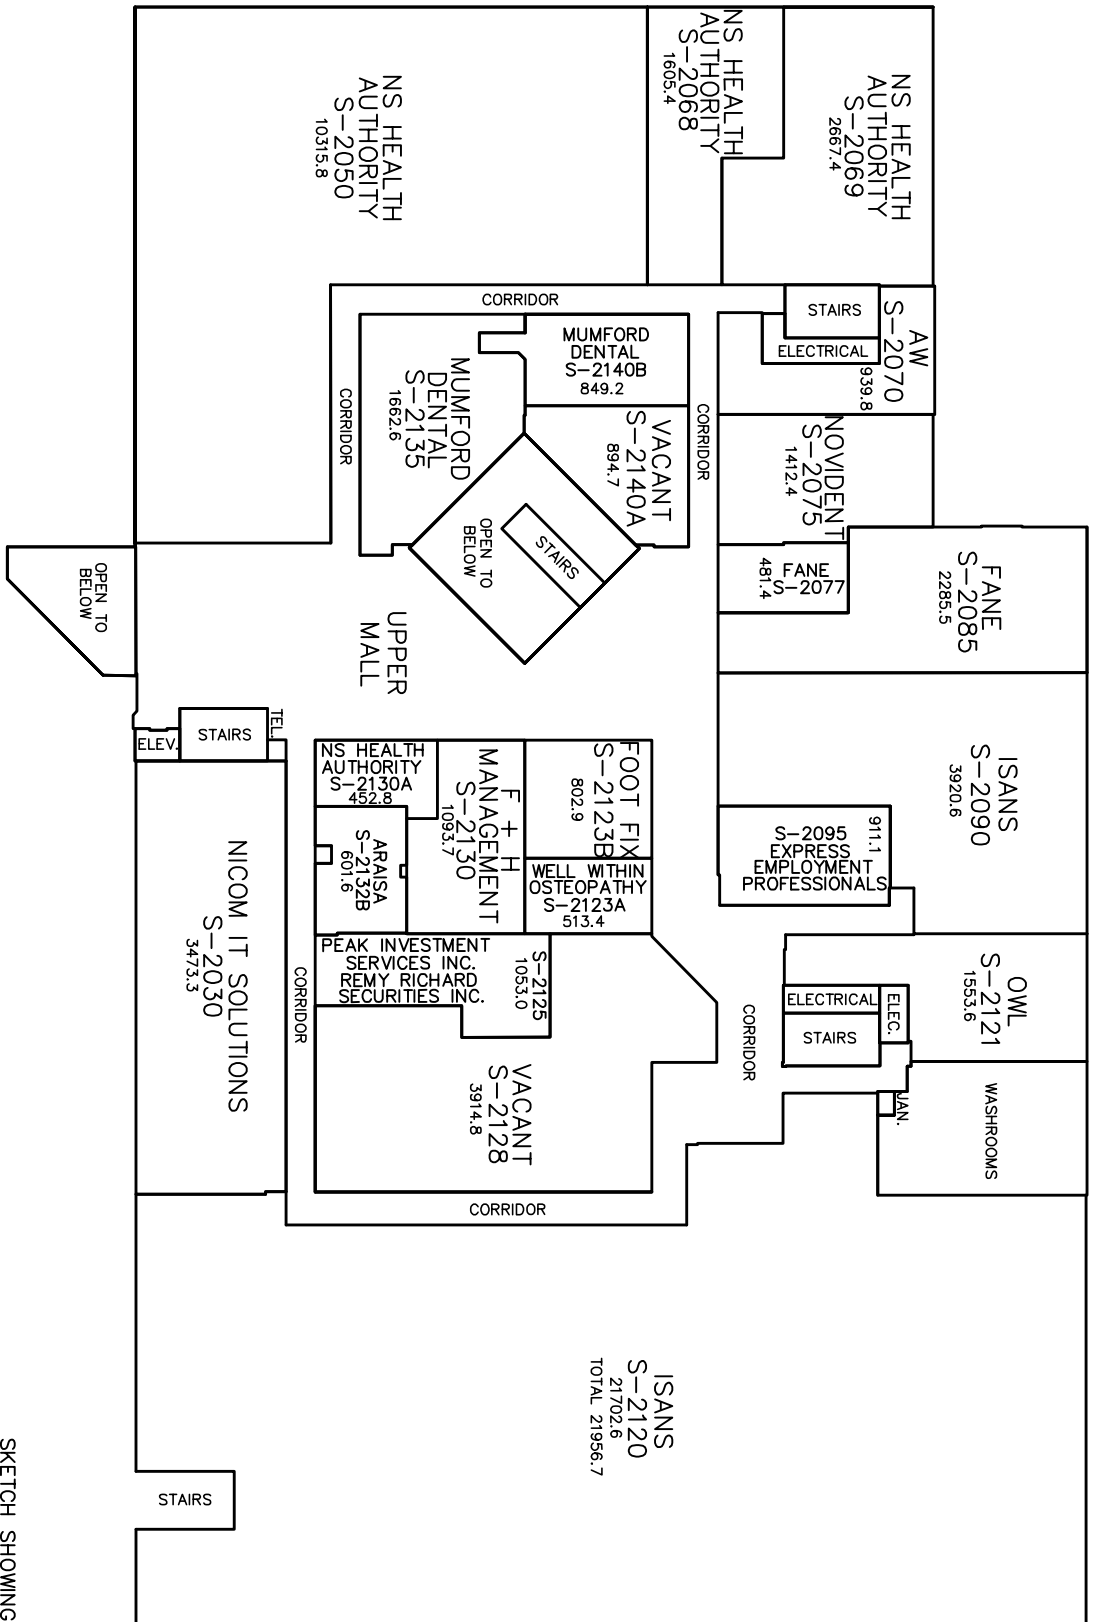 NS HEALTH
AUTHORITY
S-2050
10315.8
NS HEALTH
AUTHORITY
S-2068
1605.4
NS HEALTH
AUTHORITY
S-2069
2667.4
CORRIDOR
STAIRS
ELECTRICAL
AW
S-2070
939.8
MUMFORD
DENTAL
S-2140B
849.2
MUMFORD
DENTAL
S-2135
1662.6
CORRIDOR
VACANT
S-2140A
894.7
CORRIDOR
NOVIDENT
S-2075
1412.4
STAIRS
OPEN TO
BELOW
FANE
S-2077
481.4
FANE
S-2085
2285.5
OPEN TO
BELOW
UPPER
MALL
TEL.
STAIRS
ELEV.
NS HEALTH
AUTHORITY
S-2130A
452.8
F + H
MANAGEMENT
S-2130
1093.7
FOOT FIX
S-2123B
802.9
ISANS
S-2090
3920.6
911.1
S-2095
EXPRESS
EMPLOYMENT
PROFESSIONALS
ARAISA
S-2132B
601.6
WELL WITHIN
OSTEOPATHY
S-2123A
513.4
NICOM IT SOLUTIONS
S-2030
3473.3
CORRIDOR
PEAK INVESTMENT
SERVICES INC.
REMY RICHARD
SECURITIES INC.
S-2125
1053.0
OWL
S-2121
1553.6
ELECTRICAL
ELEC.
STAIRS
CORRIDOR
VACANT
S-2128
3914.8
JAN.
WASHROOMS
CORRIDOR
ISANS
S-2120
21702.6
TOTAL 21956.7
STAIRS
SKETCH SHOWING